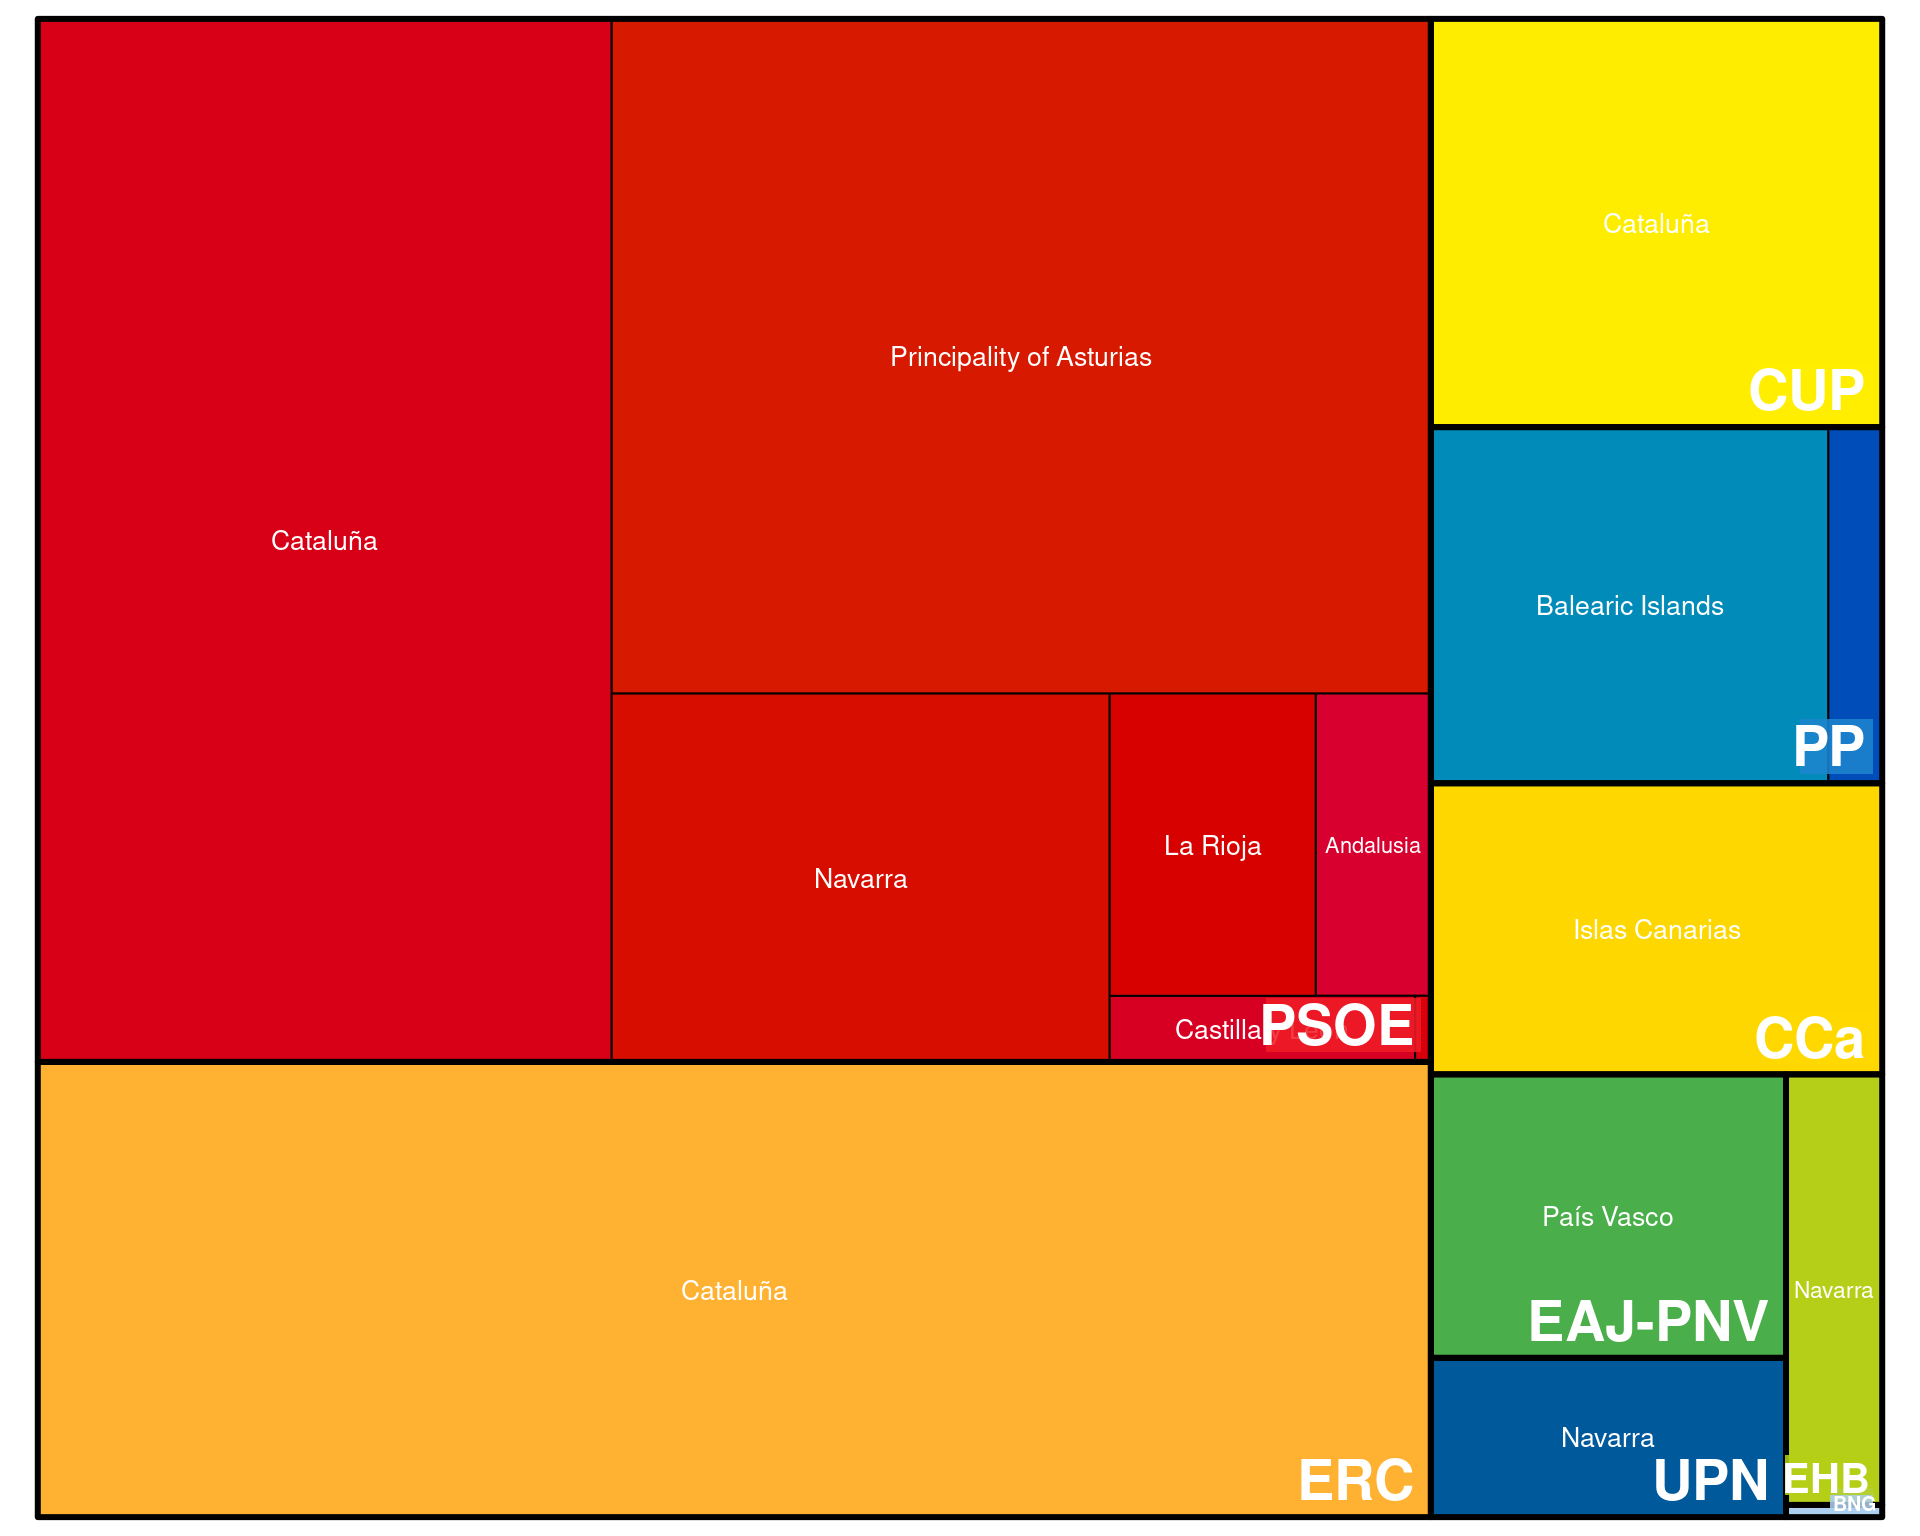 Cataluña
Principality of Asturias
Navarra
La Rioja
Andalusia
Castilla
PSOE
Cataluña
ERC
Cataluña
CUP
Balearic Islands
PP
Islas Canarias
CCa
País Vasco
EAJ-PNV
Navarra
UPN
Navarra
EHB
BNG